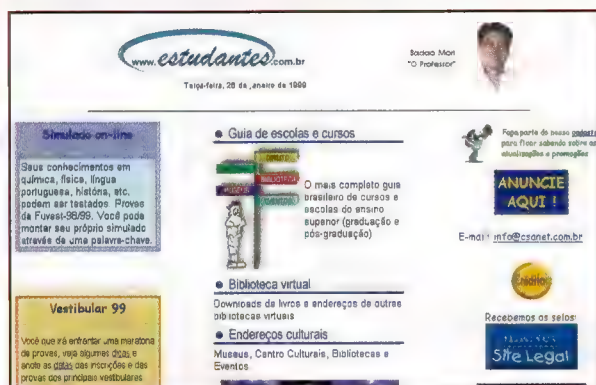 www.estudantes.com.br
Terça-feira, 26 de janeiro de 1999
Sadao Mori
"O Professor"
Simulado on-line
Seus conhecimentos em
química, física, língua
portuguesa, história, etc.
podem ser testados. Provas
da Fuvest-98/99. Você pode
montar seu próprio simulado
através de uma palavra-chave.
Vestibular 99
Você que irá enfrentar uma maratona
de provas, veja algumas dicas e
anote as datas das inscrições e das
provas dos principais vestibulares
Guia de escolas e cursos
BIBLIOTECA
O mais completo guia
brasileiro de cursos e
escolas do ensino
superior (graduação e
pós-graduação)
Biblioteca virtual
Downloads de livros e endereços de outras
bibliotecas virtuais
Endereços culturais
Museus, Centro Culturais, Bibliotecas e
Eventos.
Faça parte do nosso cadastro
para ficar sabendo sobre as
atualizações e promoções
ANUNCIE
AQUI !
E-mail: info@csanet.com.br
Créditos
Recebemos os selos:
Site Legal